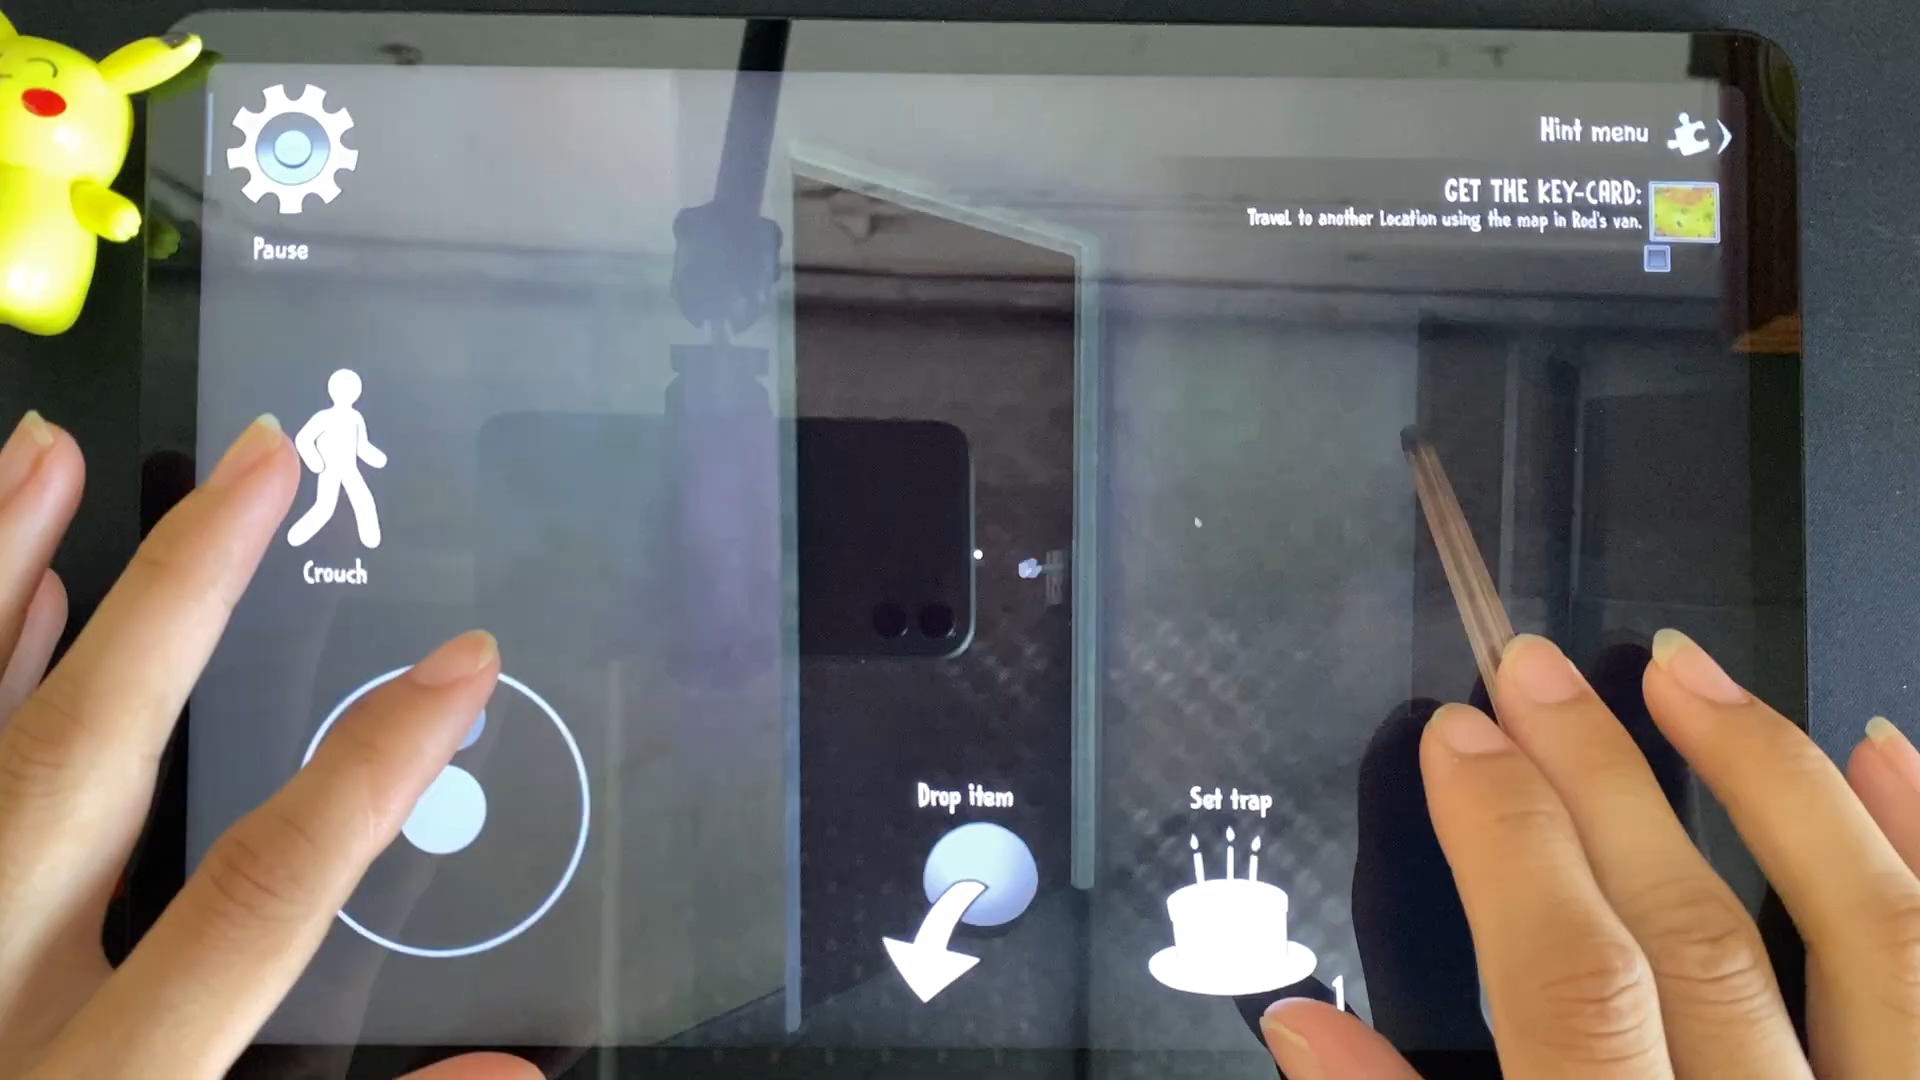 Hint menu
GET THE KEY-CARD:
Travel to another location using the map in Rod's van.
Pause
Crouch
Drop item
Set trap
1